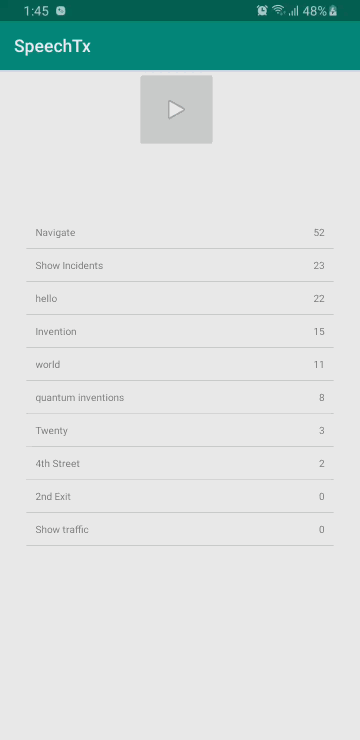 1:45 48%
SpeechTx
Navigate 52
Show Incidents 23
hello 22
Invention 15
world 11
quantum inventions 8
Twenty 3
4th Street 2
2nd Exit 0
Show traffic 0